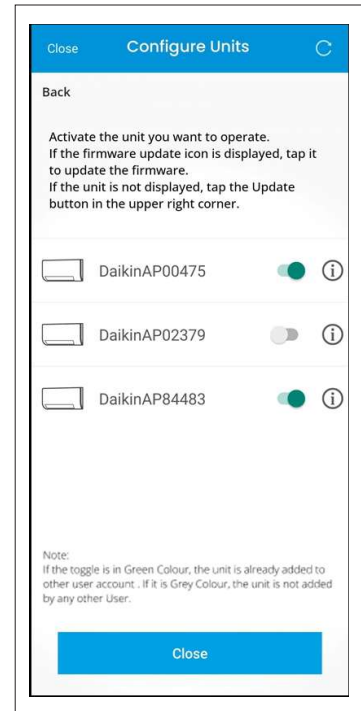 Close Configure Units
Back
Activate the unit you want to operate.
If the firmware update icon is displayed, tap it
to update the firmware.
If the unit is not displayed, tap the Update
button in the upper right corner.
DaikinAP00475
DaikinAP02379
DaikinAP84483
Note:
If the toggle is in Green Colour, the unit is already added to
other user account . If it is Grey Colour, the unit is not added
by any other User.
Close